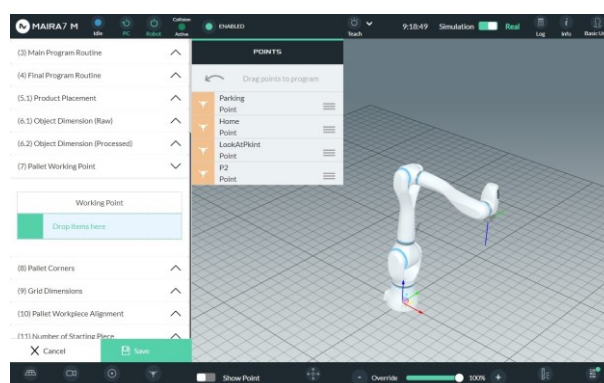 MAIRA7 M
Idle
PC
Robot
Collision
Active
ENABLED
Teach
9:18:49
Simulation
Real
Log
Info
Basic Us
(3) Main Program Routine
(4) Final Program Routine
(5.1) Product Placement
(6.1) Object Dimension (Raw)
(6.2) Object Dimension (Processed)
(7) Pallet Working Point
Working Point
Drop items here
(8) Pallet Corners
(9) Grid Dimensions
(10) Pallet Workpiece Alignment
(11) Number of Starting Piece
Cancel
Save
POINTS
Drag points to program
Parking
Point
Home
Point
LookAtPkint
Point
P2
Point
Show Point
- Override
100% +